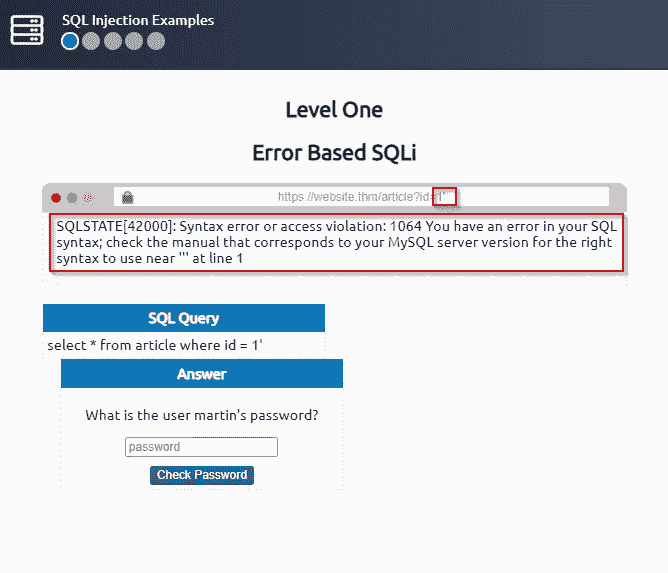 SQL Injection Examples
Level One
Error Based SQLi
https://website.thm/article?id=1'
SQLSTATE[42000]: Syntax error or access violation: 1064 You have an error in your SQL
syntax; check the manual that corresponds to your MySQL server version for the right
syntax to use near ''' at line 1
SQL Query
select * from article where id = 1'
Answer
What is the user martin's password?
password
Check Password